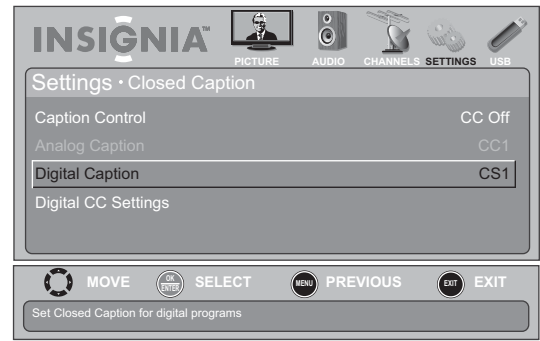 INSIGNIA™
PICTURE AUDIO CHANNELS SETTINGS USB
Settings • Closed Caption
Caption Control CC Off
Analog Caption CC1
Digital Caption CS1
Digital CC Settings
MOVE OK ENTER SELECT MENU PREVIOUS EXIT EXIT
Set Closed Caption for digital programs